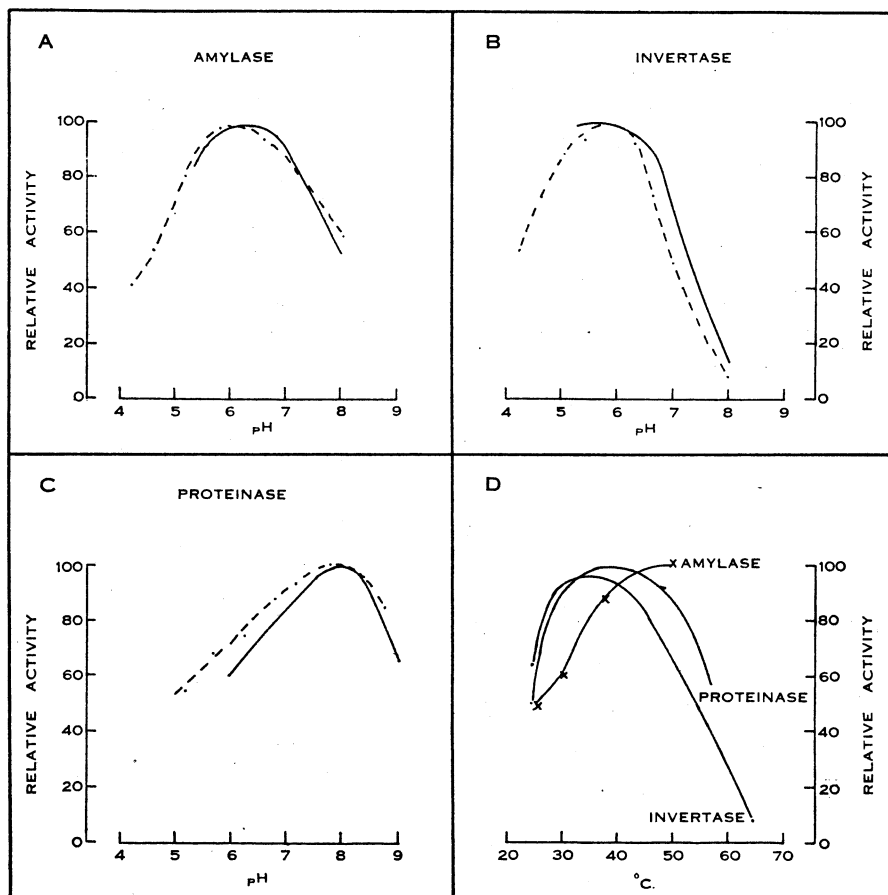 A
AMYLASE
RELATIVE ACTIVITY
100
80
60
40
20
0
4 5 6 7 8 9
PH
B
INVERTASE
100
80
60
40
20
0
RELATIVE ACTIVITY
4 5 6 7 8 9
PH
C
PROTEINASE
RELATIVE ACTIVITY
100
80
60
40
20
0
4 5 6 7 8 9
PH
D
AMYLASE
PROTEINASE
INVERTASE
100
80
60
40
20
0
RELATIVE ACTIVITY
20 30 40 50 60 70
°C.